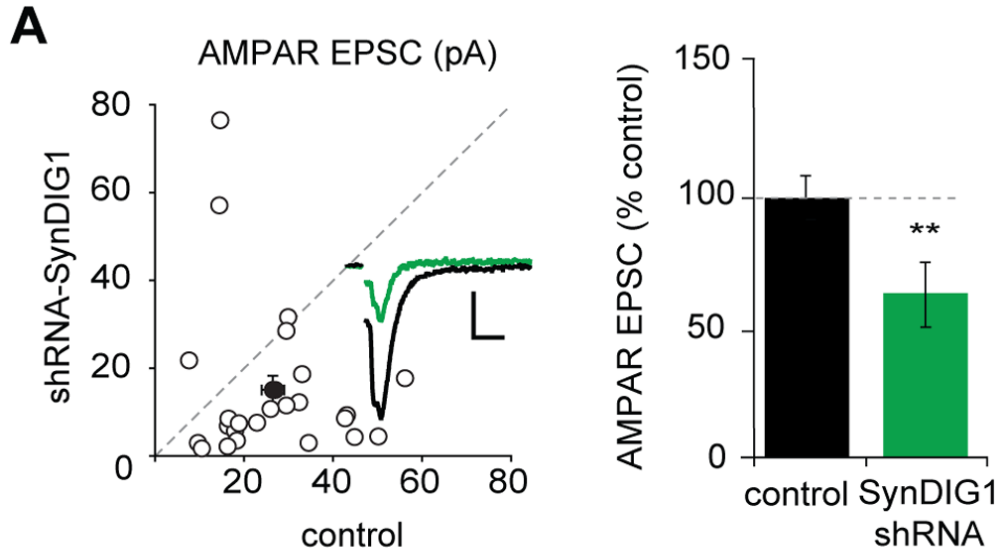 A
AMPAR EPSC (pA)
shRNA-SynDIG1
80
60
40
20
0
20
40
60
80
control
AMPAR EPSC (% control)
150
100
50
0
**
control
SynDIG1
shRNA